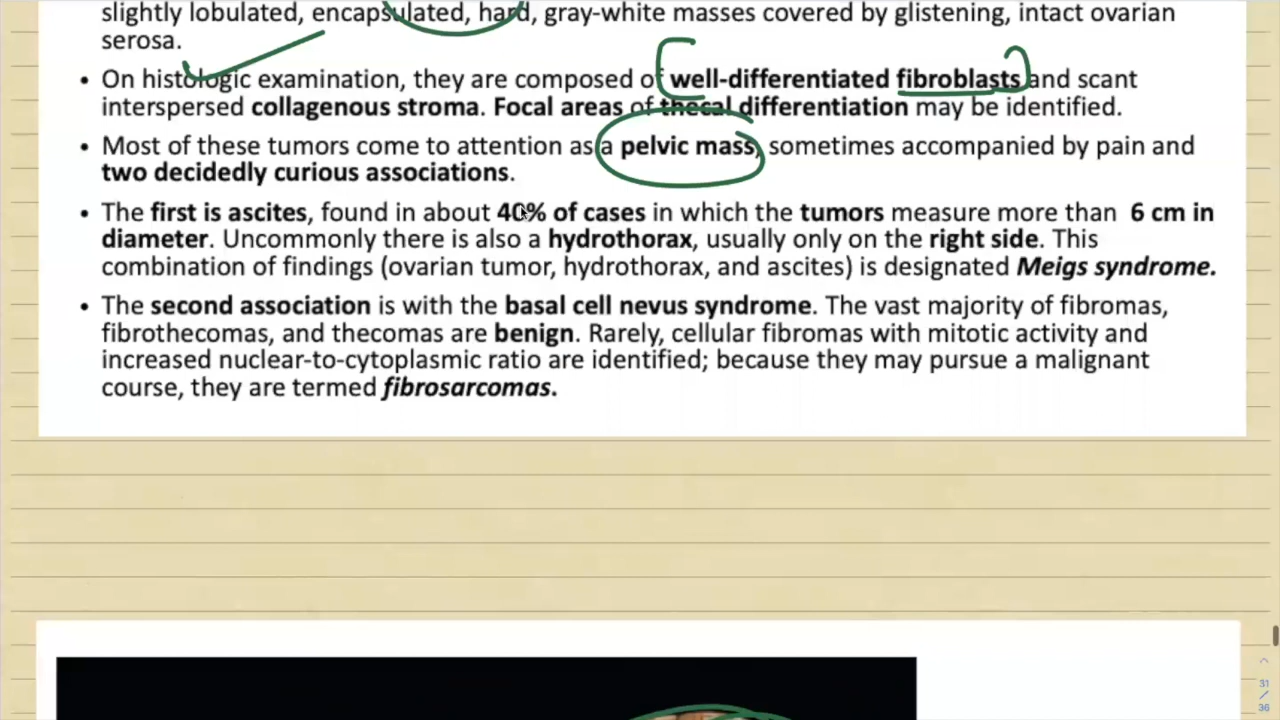 slightly lobulated, encapsulated, hard, gray-white masses covered by glistening, intact ovarian
serosa.
• On histologic examination, they are composed of well-differentiated fibroblasts and scant
interspersed collagenous stroma. Focal areas of thecal differentiation may be identified.
• Most of these tumors come to attention as a pelvic mass, sometimes accompanied by pain and
two decidedly curious associations.
• The first is ascites, found in about 40% of cases in which the tumors measure more than 6 cm in
diameter. Uncommonly there is also a hydrothorax, usually only on the right side. This
combination of findings (ovarian tumor, hydrothorax, and ascites) is designated Meigs syndrome.
• The second association is with the basal cell nevus syndrome. The vast majority of fibromas,
fibrothecomas, and thecomas are benign. Rarely, cellular fibromas with mitotic activity and
increased nuclear-to-cytoplasmic ratio are identified; because they may pursue a malignant
course, they are termed fibrosarcomas.
31
/
36